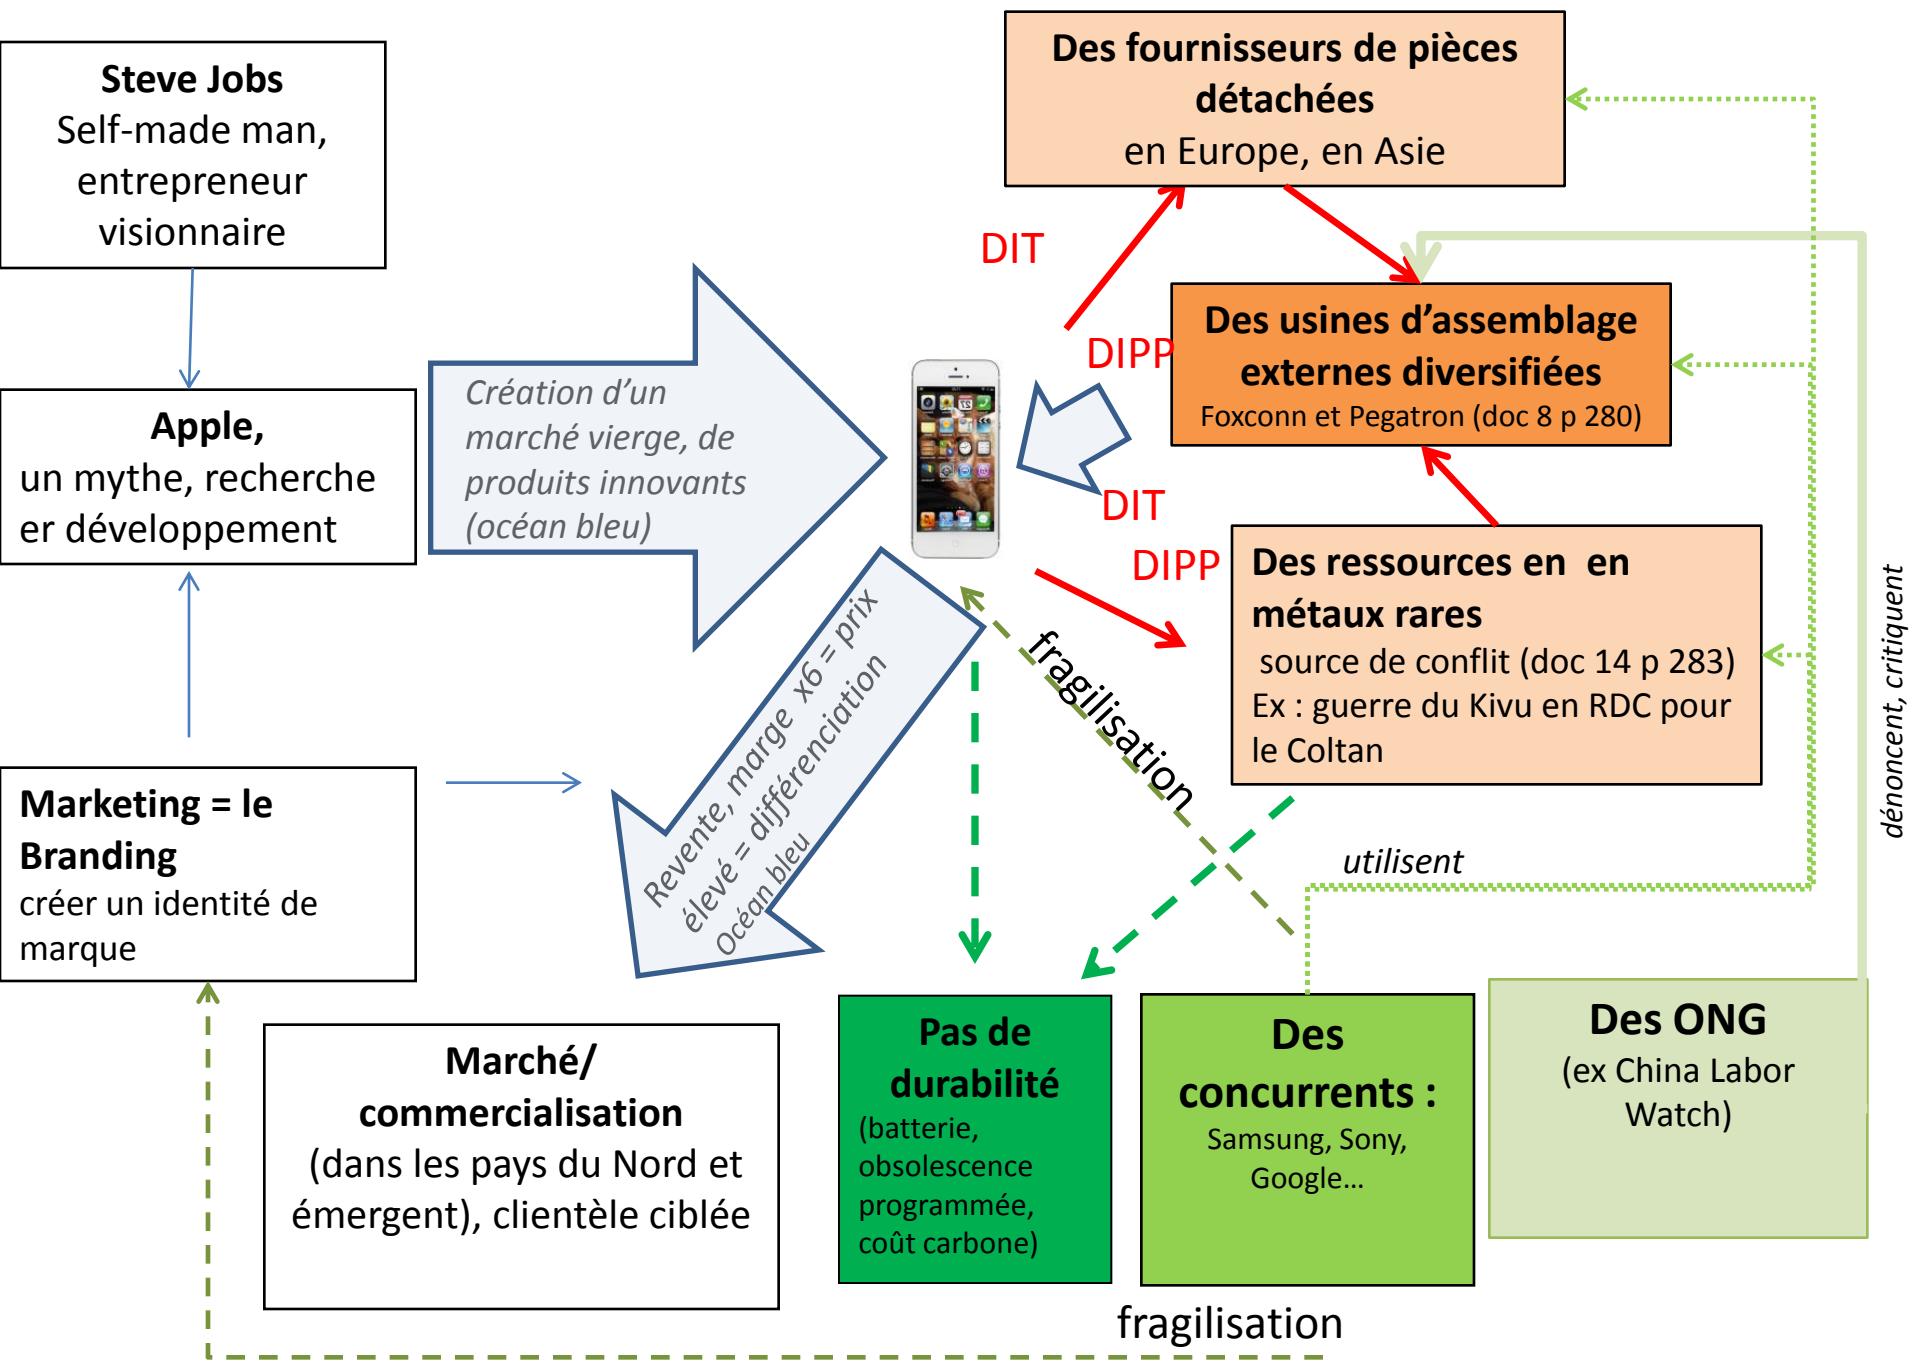 Steve Jobs
Self-made man,
entrepreneur
visionnaire
Apple,
un mythe, recherche
er développement
Marketing = le
Branding
créer un identité de
marque
Création d’un
marché vierge, de
produits innovants
(océan bleu)
Revente, marge x6 = prix
élevé = différenciation
Océan bleu
Marché/
commercialisation
(dans les pays du Nord et
émergent), clientèle ciblée
Des fournisseurs de pièces
détachées
en Europe, en Asie
DIT
DIPP
Des usines d’assemblage
externes diversifiées
Foxconn et Pegatron (doc 8 p 280)
DIT
DIPP
Des ressources en en
métaux rares
source de conflit (doc 14 p 283)
Ex : guerre du Kivu en RDC pour
le Coltan
fragilisation
utilisent
dénoncent, critiquent
Pas de
durabilité
(batterie,
obsolescence
programmée,
coût carbone)
Des
concurrents :
Samsung, Sony,
Google…
Des ONG
(ex China Labor
Watch)
fragilisation